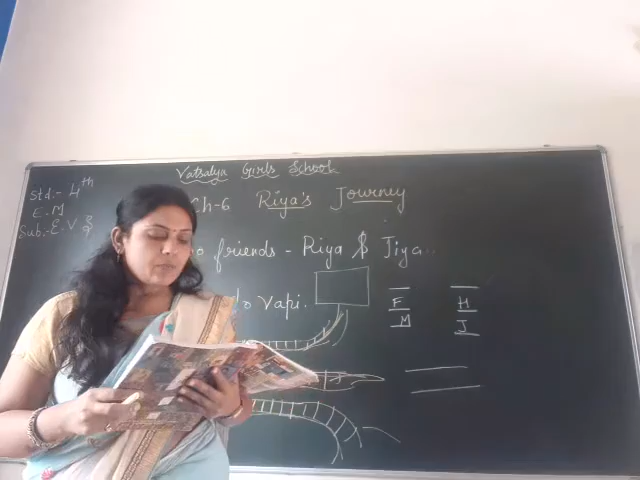 Vatsalya Girls School
Std:- 4th
E.M
Sub:- E.V.S
Ch-6 Riya's Journey
friends - Riya & Jiya..
Vapi.
F H
M J